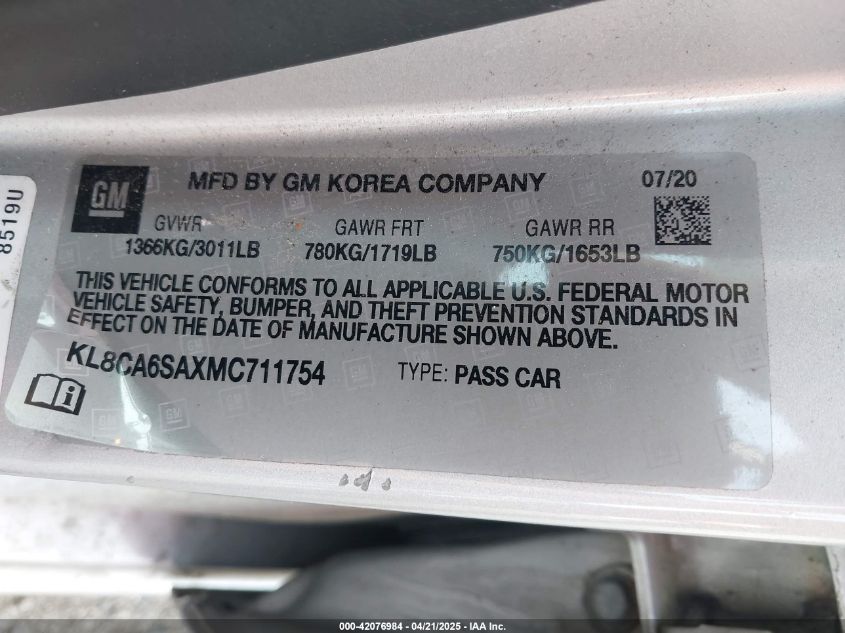 GM
MFD BY GM KOREA COMPANY 07/20
GVWR GAWR FRT GAWR RR
1366KG/3011LB 780KG/1719LB 750KG/1653LB
THIS VEHICLE CONFORMS TO ALL APPLICABLE U.S. FEDERAL MOTOR
VEHICLE SAFETY, BUMPER, AND THEFT PREVENTION STANDARDS IN
EFFECT ON THE DATE OF MANUFACTURE SHOWN ABOVE.
KL8CA6SAXMC711754 TYPE: PASS CAR
8519U
000-42076984 - 04/21/2025 - IAA Inc.